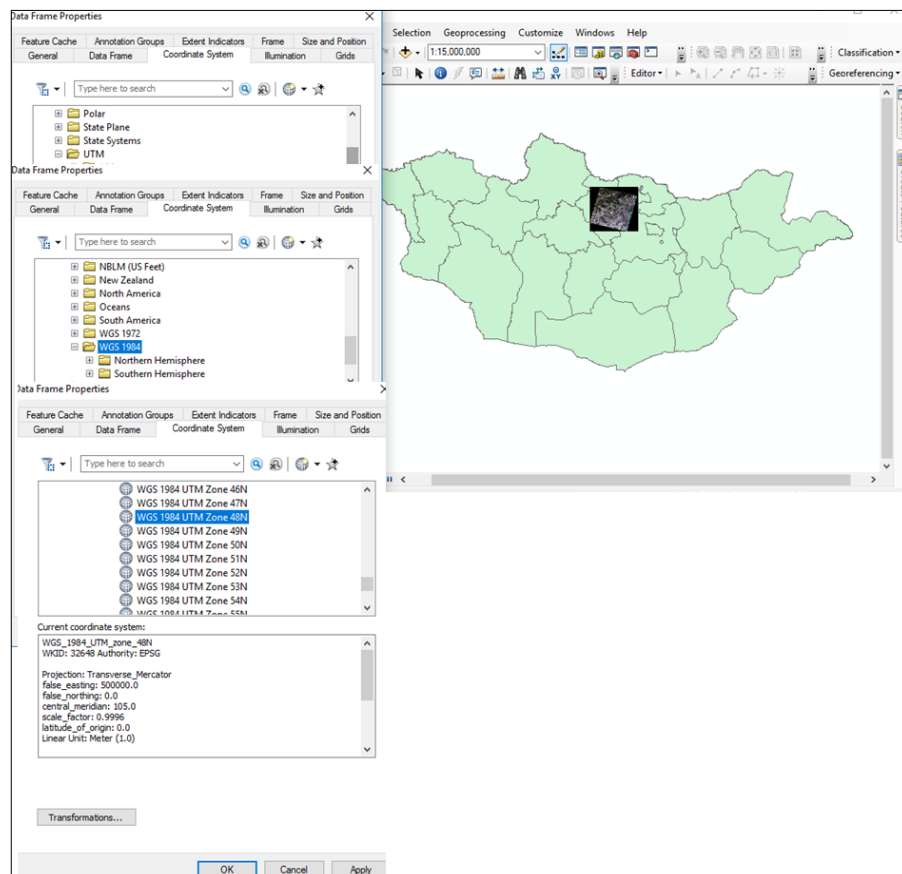 Data Frame Properties
Feature Cache Annotation Groups Extent Indicators Frame Size and Position
General Data Frame Coordinate System Illumination Grids
Type here to search
Polar
State Plane
State Systems
UTM
Data Frame Properties
Feature Cache Annotation Groups Extent Indicators Frame Size and Position
General Data Frame Coordinate System Illumination Grids
Type here to search
NBLM (US Feet)
New Zealand
North America
Oceans
South America
WGS 1972
WGS 1984
Northern Hemisphere
Southern Hemisphere
Data Frame Properties
Feature Cache Annotation Groups Extent Indicators Frame Size and Position
General Data Frame Coordinate System Illumination Grids
Type here to search
WGS 1984 UTM Zone 46N
WGS 1984 UTM Zone 47N
WGS 1984 UTM Zone 48N
WGS 1984 UTM Zone 49N
WGS 1984 UTM Zone 50N
WGS 1984 UTM Zone 51N
WGS 1984 UTM Zone 52N
WGS 1984 UTM Zone 53N
WGS 1984 UTM Zone 54N
WGS 1984 UTM Zone 55N
Current coordinate system:
WGS_1984_UTM_zone_48N
WKID: 32648 Authority: EPSG
Projection: Transverse_Mercator
false_easting: 500000.0
false_northing: 0.0
central_meridian: 105.0
scale_factor: 0.9996
latitude_of_origin: 0.0
Linear Unit: Meter (1.0)
Transformations...
OK Cancel Apply
Selection Geoprocessing Customize Windows Help
1:15,000,000 Classification
Editor Georeferencing